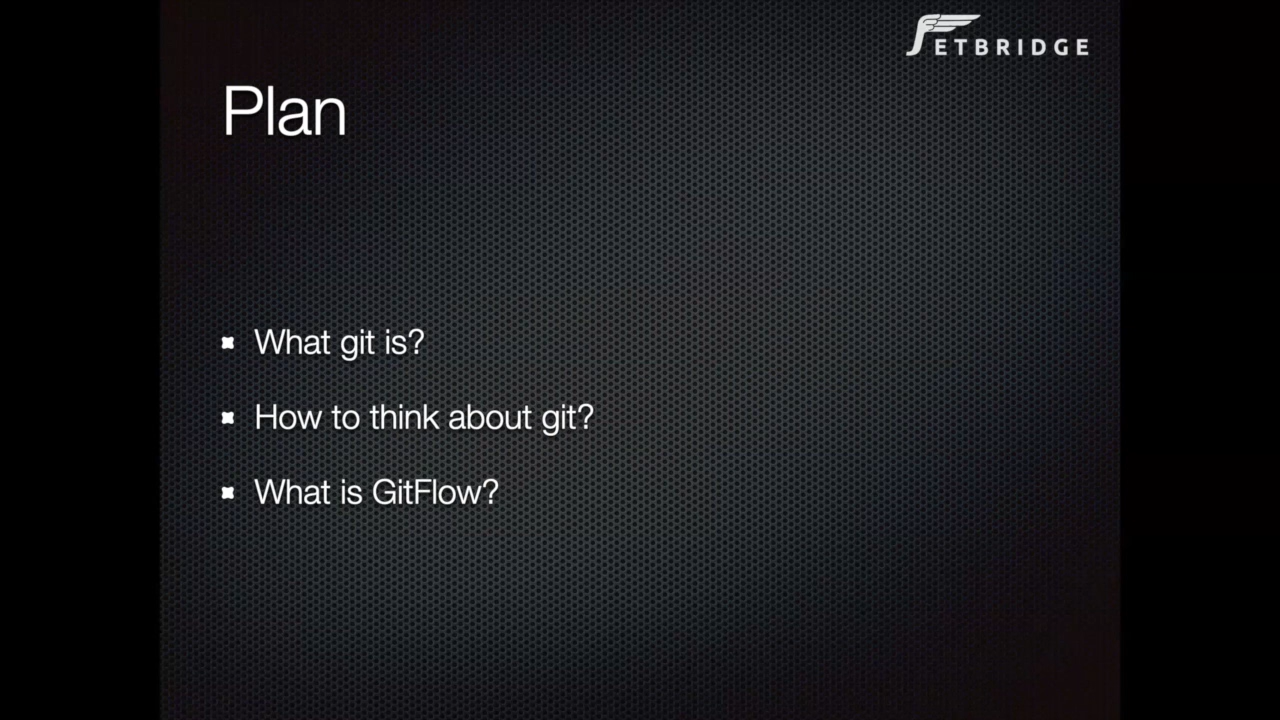 JETBRIDGE
Plan
What git is?
How to think about git?
What is GitFlow?